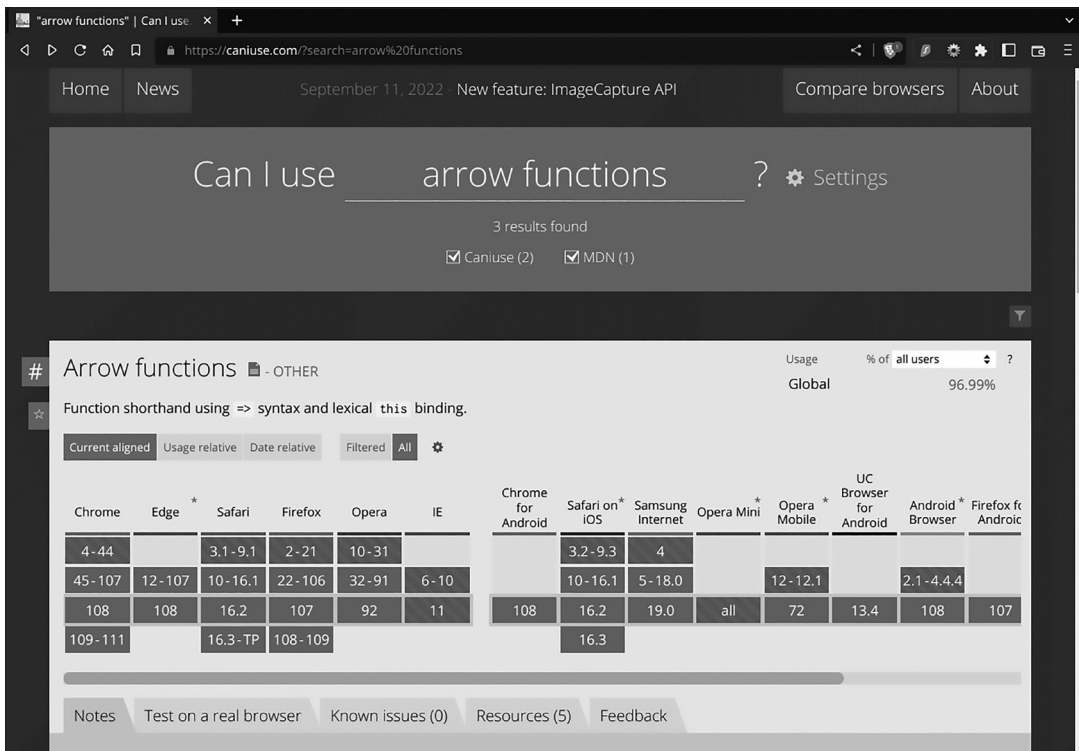 "arrow functions" | Can I use.
https://caniuse.com/?search=arrow%20functions
Home News September 11, 2022 - New feature: ImageCapture API Compare browsers About
Can I use arrow functions ? Settings
3 results found
Caniuse (2) MDN (1)
# Arrow functions - OTHER
Usage % of all users ?
Global 96.99%
Function shorthand using => syntax and lexical this binding.
Current aligned Usage relative Date relative Filtered All
Chrome Edge * Safari Firefox Opera IE Chrome for Android Safari on iOS * Samsung Internet Opera Mini * Opera Mobile * UC Browser for Android Android Browser * Firefox fo Android
4-44 3.1-9.1 2-21 10-31 3.2-9.3 4
45-107 12-107 10-16.1 22-106 32-91 6-10 10-16.1 5-18.0 12-12.1 2.1-4.4.4
108 108 16.2 107 92 11 108 16.2 19.0 all 72 13.4 108 107
109-111 16.3-TP 108-109 16.3
Notes Test on a real browser Known issues (0) Resources (5) Feedback